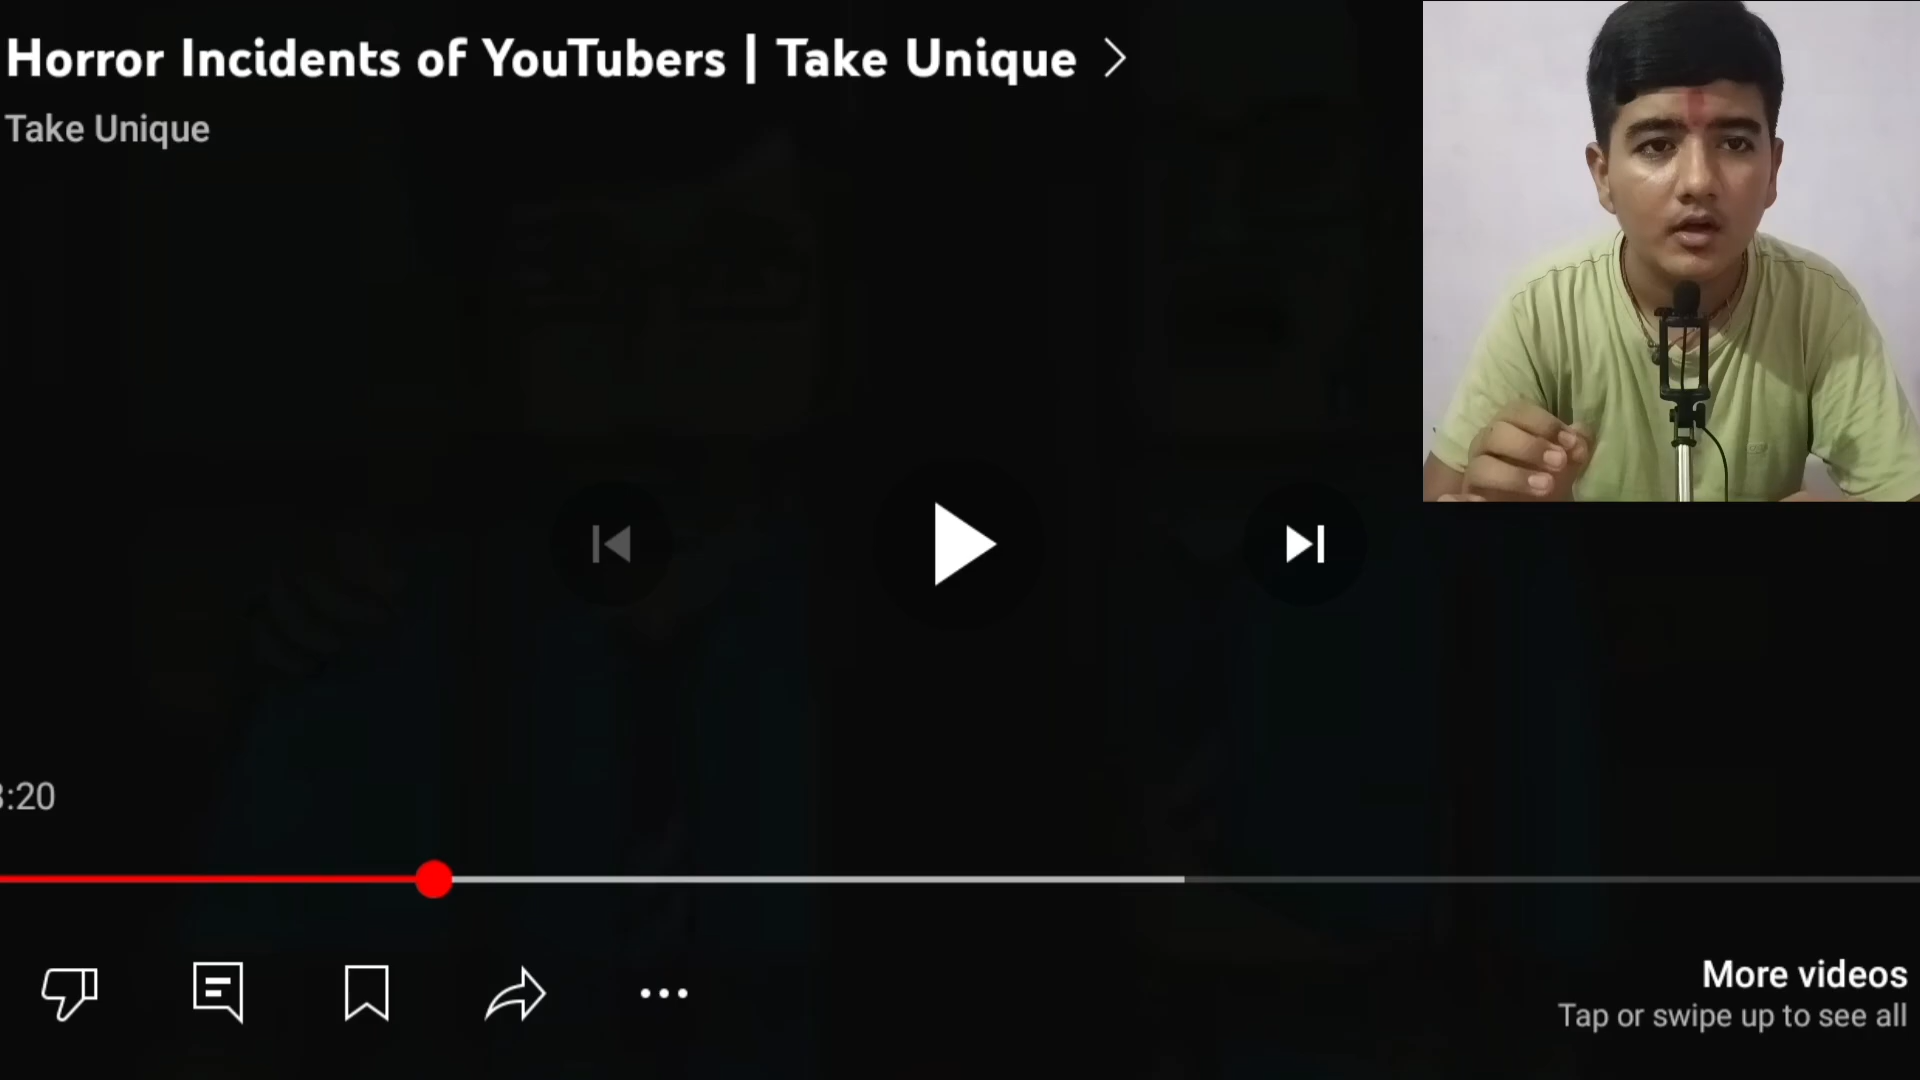 Horror Incidents of YouTubers | Take Unique
Take Unique
:20
More videos
Tap or swipe up to see all